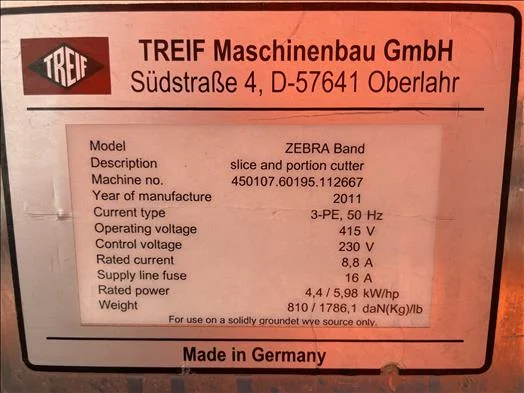 TREIF
TREIF Maschinenbau GmbH
Südstraße 4, D-57641 Oberlahr
Model ZEBRA Band
Description slice and portion cutter
Machine no. 450107.60195.112667
Year of manufacture 2011
Current type 3-PE, 50 Hz
Operating voltage 415 V
Control voltage 230 V
Rated current 8,8 A
Supply line fuse 16 A
Rated power 4,4 / 5,98 kW/hp
Weight 810 / 1786,1 daN(Kg)/lb
For use on a solidly groundet wye source only.
Made in Germany